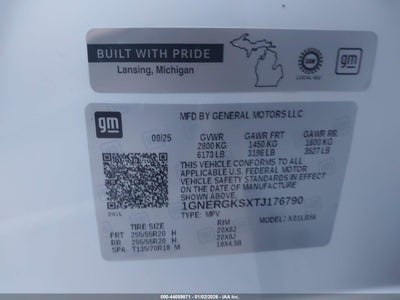 BUILT WITH PRIDE
Lansing, Michigan
gm
gm
MFD BY GENERAL MOTORS LLC
09/25 GVWR GAWR FRT GAWR RR
2800 KG 1450 KG 1600 KG
6173 LB 3196 LB 3527 LB
THIS VEHICLE CONFORMS TO ALL
APPLICABLE U.S. FEDERAL MOTOR
VEHICLE SAFETY
STANDARDS IN EFFECT ON THE DATE OF
MANUFACTURE SHOWN ABOVE.
1GNERGKSXTJ176790
TYPE: MPV MODEL:
TIRE SIZE RIM
FRT 255/55R20 H 20X8J
RR 255/55R20 H 20X8J
SPA T135/70R18 M 18X4.5B
000-44089871 - 01/02/2026 - IAA